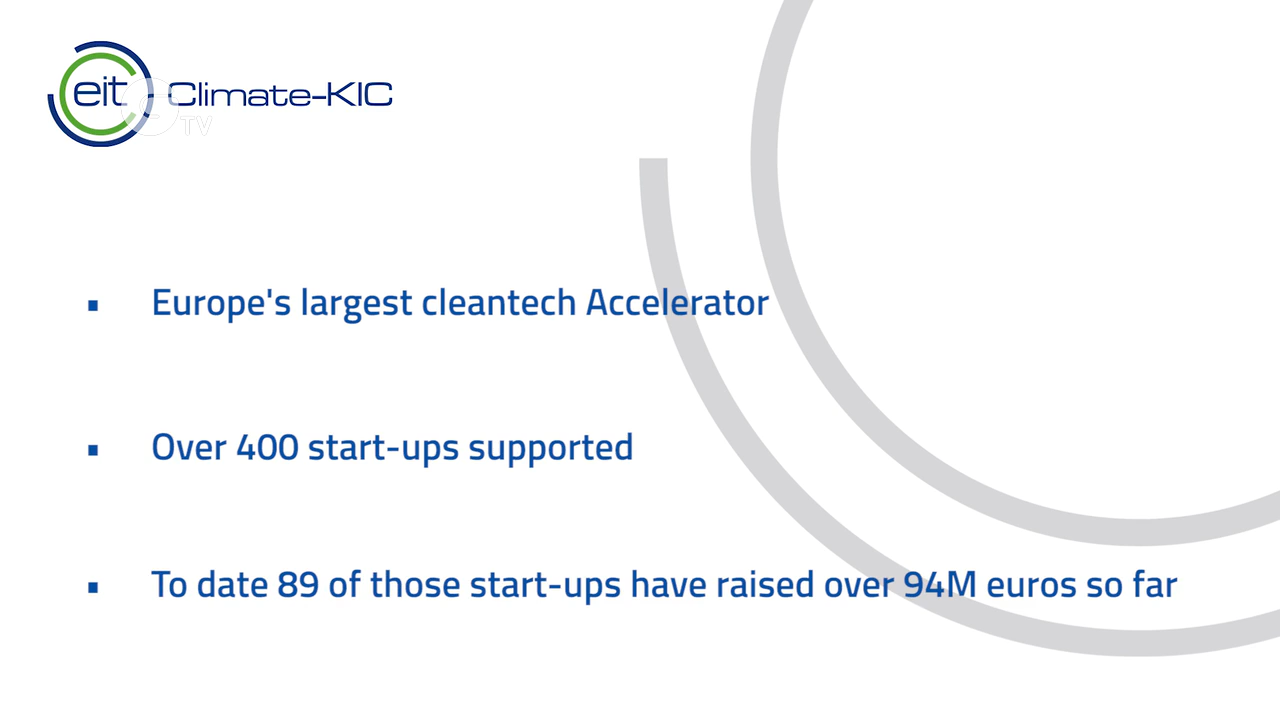 eit Climate-KIC
TV
▪ Europe's largest cleantech Accelerator
▪ Over 400 start-ups supported
▪ To date 89 of those start-ups have raised over 94M euros so far